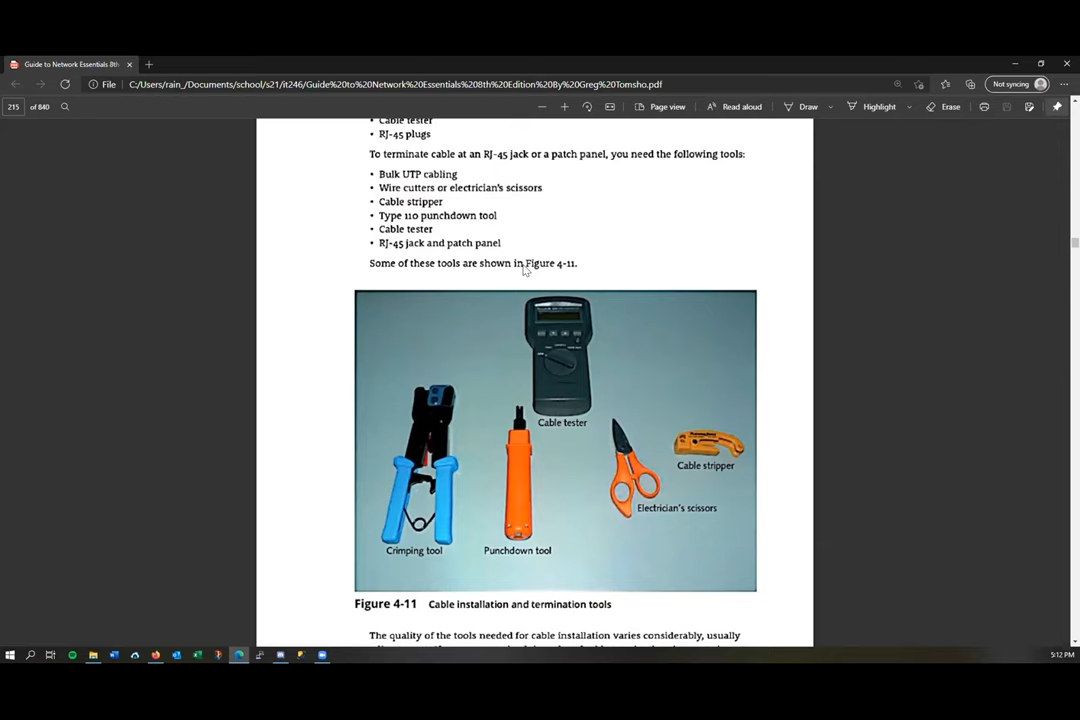 Guide to Network Essentials 8th
File C:/Users/rain_/Documents/school/s21/it246/Guide%20to%20Network%20Essentials%208th%20Edition%20By%20Greg%20Tomsho.pdf
Not syncing
215 of 840
Page view
Read aloud
Draw
Highlight
Erase
• Cable tester
• RJ-45 plugs
To terminate cable at an RJ-45 jack or a patch panel, you need the following tools:
• Bulk UTP cabling
• Wire cutters or electrician's scissors
• Cable stripper
• Type 110 punchdown tool
• Cable tester
• RJ-45 jack and patch panel
Some of these tools are shown in Figure 4-11.
Cable tester
Cable stripper
Electrician's scissors
Crimping tool
Punchdown tool
Figure 4-11 Cable installation and termination tools
The quality of the tools needed for cable installation varies considerably, usually
5:12 PM